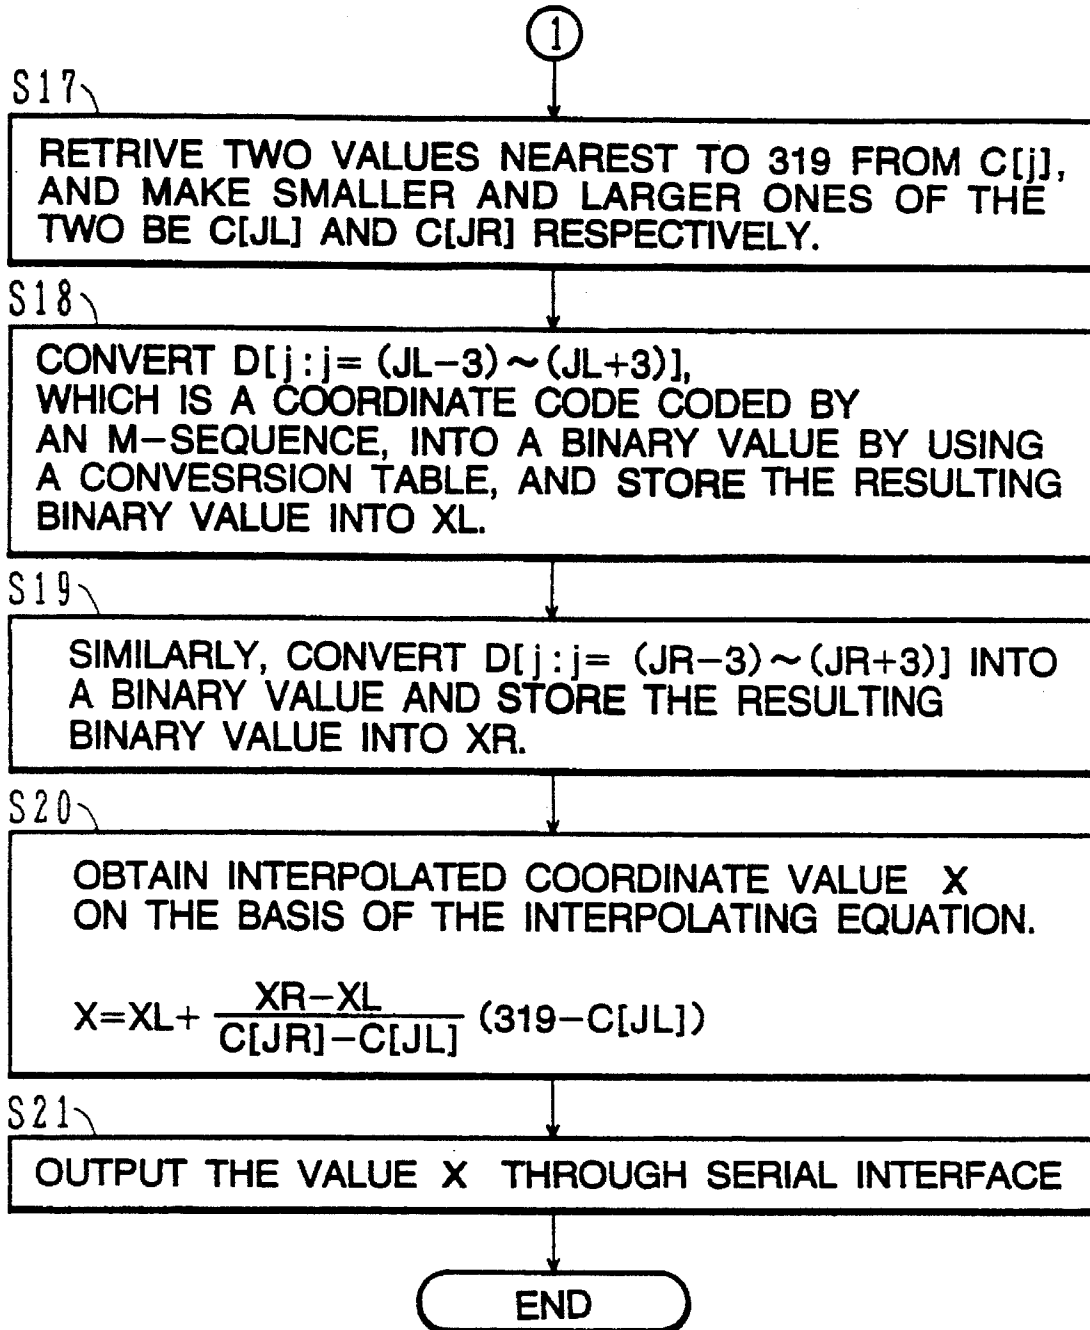 1
S17
RETRIVE TWO VALUES NEAREST TO 319 FROM C[j],
AND MAKE SMALLER AND LARGER ONES OF THE
TWO BE C[JL] AND C[JR] RESPECTIVELY.
S18
CONVERT D[j:j= (JL-3)~(JL+3)],
WHICH IS A COORDINATE CODE CODED BY
AN M-SEQUENCE, INTO A BINARY VALUE BY USING
A CONVESRSION TABLE, AND STORE THE RESULTING
BINARY VALUE INTO XL.
S19
SIMILARLY, CONVERT D[j:j= (JR-3)~(JR+3)] INTO
A BINARY VALUE AND STORE THE RESULTING
BINARY VALUE INTO XR.
S20
OBTAIN INTERPOLATED COORDINATE VALUE X
ON THE BASIS OF THE INTERPOLATING EQUATION.
X=XL+ XR-XL / C[JR]-C[JL] (319-C[JL])
S21
OUTPUT THE VALUE X THROUGH SERIAL INTERFACE
END